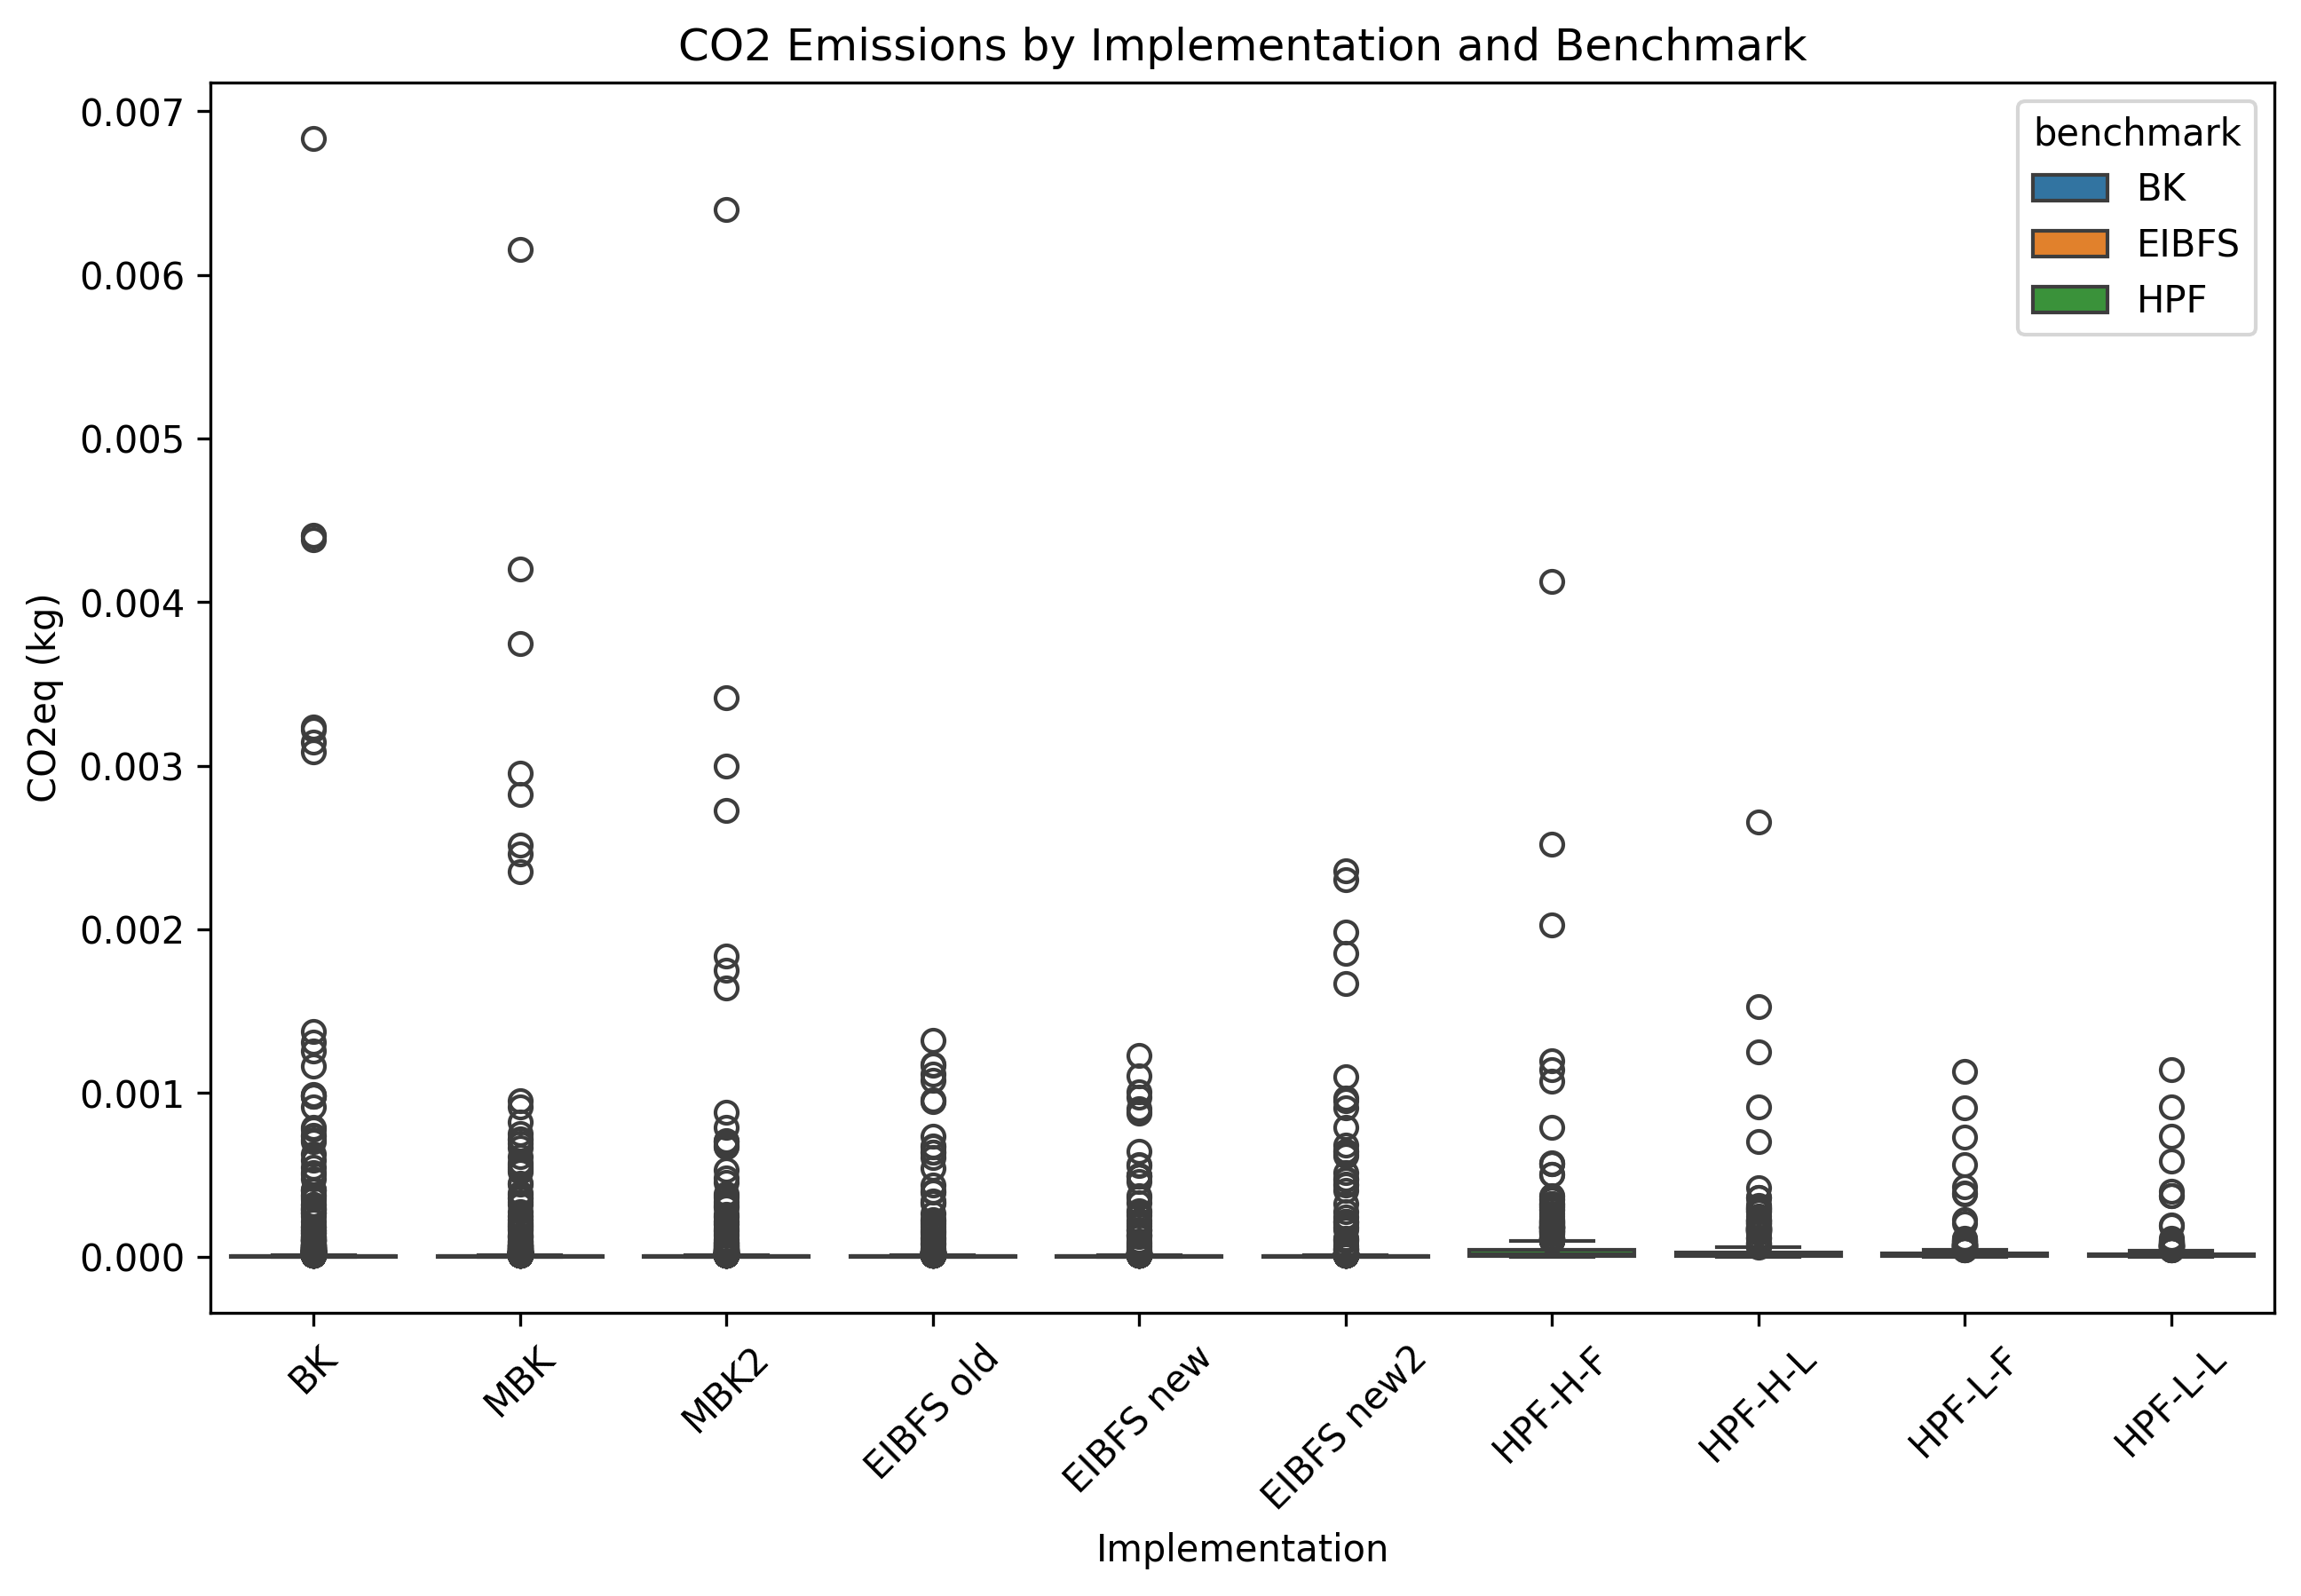 CO2 Emissions by Implementation and Benchmark
benchmark
BK
EIBFS
HPF
CO2eq (kg)
0.007
0.006
0.005
0.004
0.003
0.002
0.001
0.000
BK
MBK
MBK2
EIBFS old
EIBFS new
EIBFS new2
HPF-H-F
HPF-H-L
HPF-L-F
HPF-L-L
Implementation